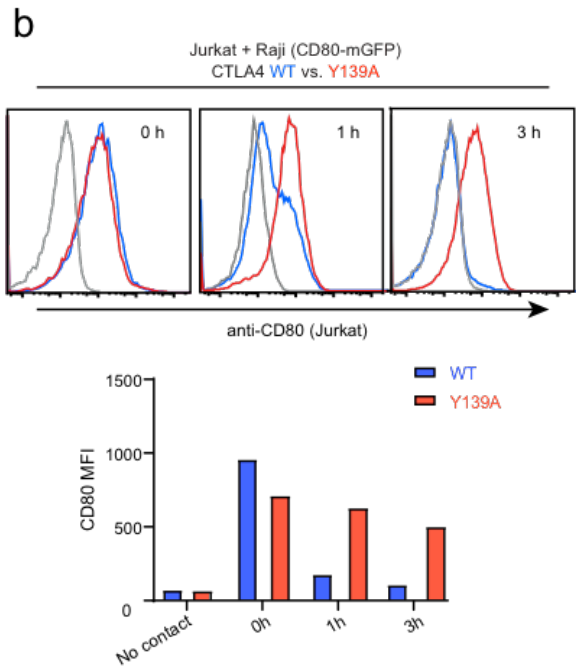 b
Jurkat + Raji (CD80-mGFP)
CTLA4 WT vs. Y139A
0 h
1 h
3 h
anti-CD80 (Jurkat)
WT
Y139A
CD80 MFI
1500
1000
500
0
No contact
0h
1h
3h